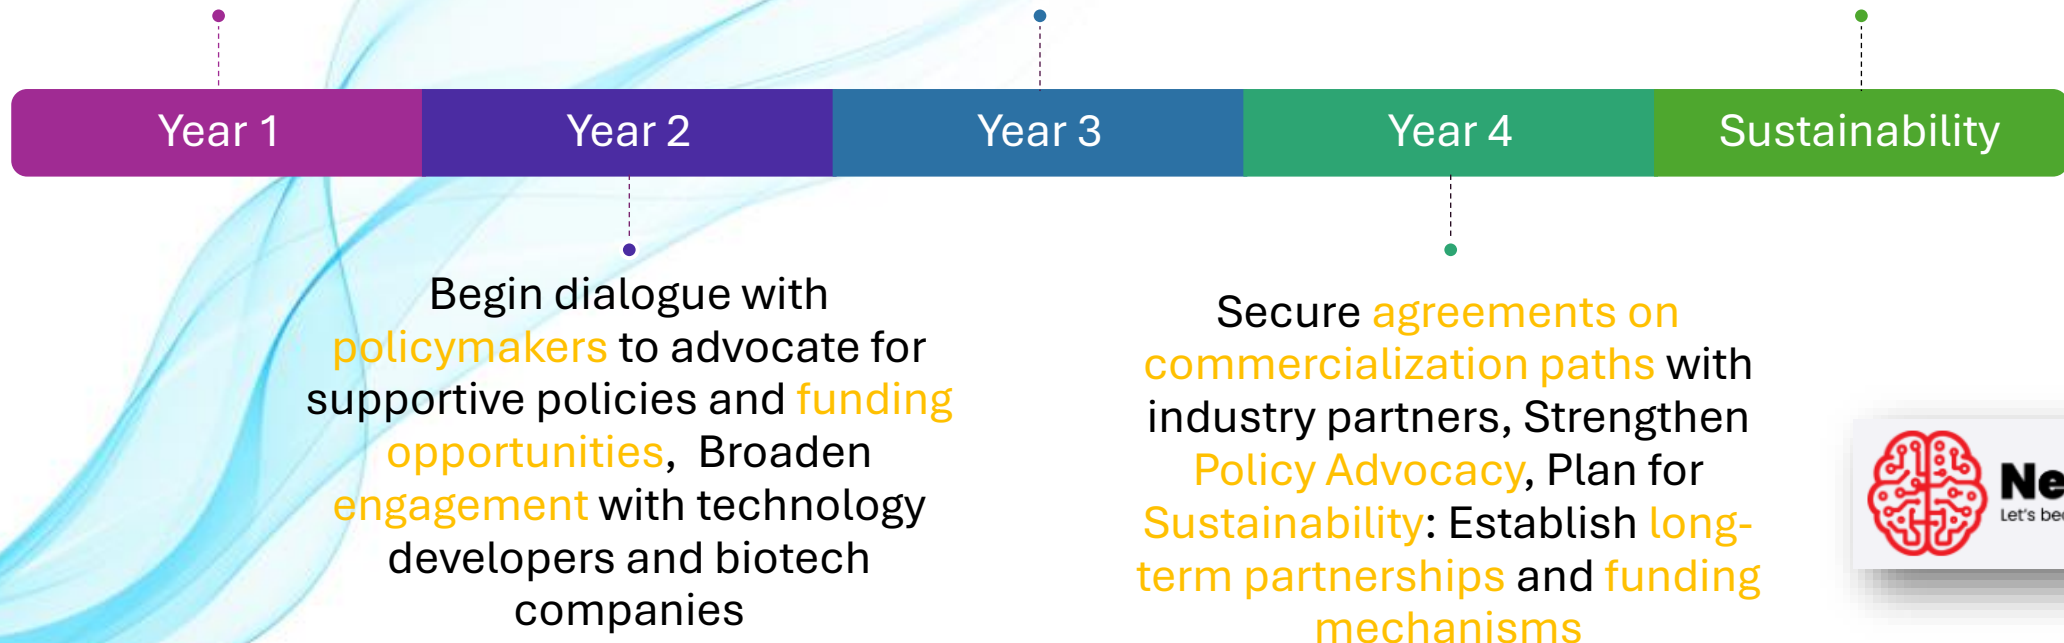 Year 1
Year 2
Year 3
Year 4
Sustainability
Begin dialogue with
policymakers to advocate for
supportive policies and funding
opportunities, Broaden
engagement with technology
developers and biotech
companies
Secure agreements on
commercialization paths with
industry partners, Strengthen
Policy Advocacy, Plan for
Sustainability: Establish long-
term partnerships and funding
mechanisms
Let's